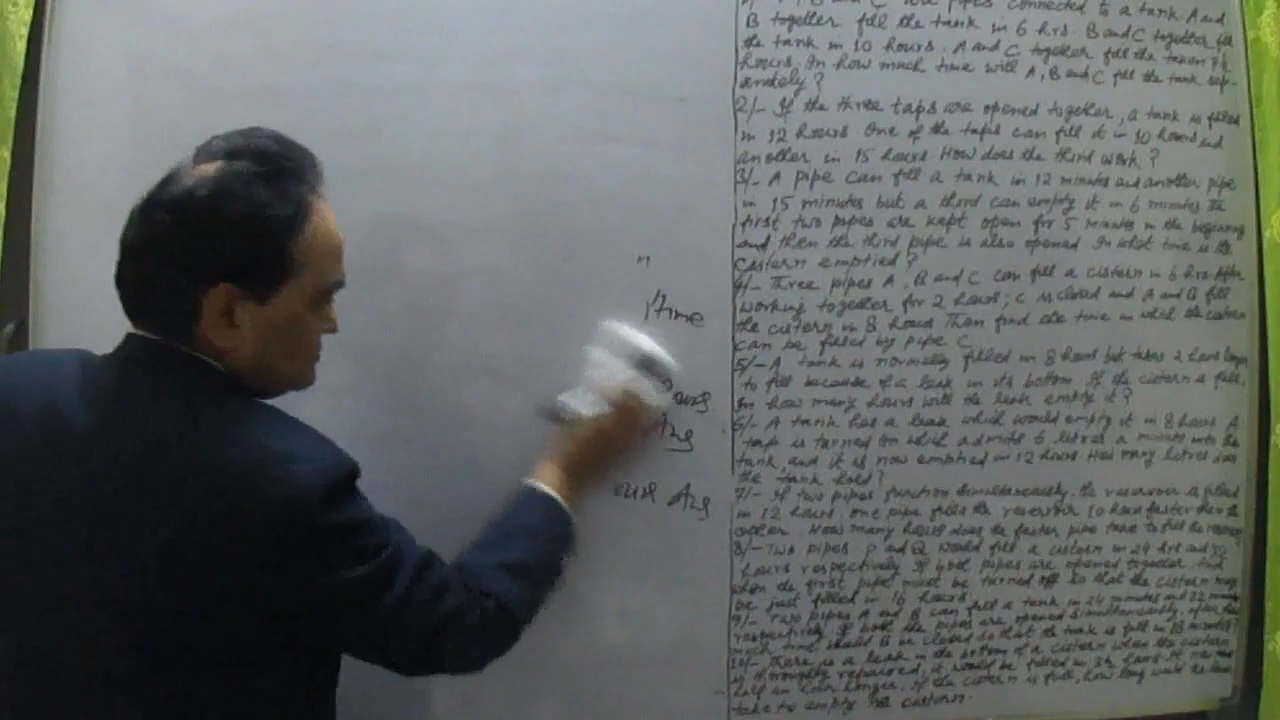 "
time
ours
Ans
ours Ans
B and C are pipes connected to a tank. A and
B together fill the tank in 6 hrs. B and C together fill
the tank in 10 hours. A and C together fill the 7½
hours. In how much time will A, B and C fill the tank sep-
arately?
2/- If the three taps are opened together, a tank is filled
in 12 hours One of the taps can fill it in 10 hours and
another in 15 hours How does the third work?
3/- A pipe can fill a tank in 12 minutes and another pipe
in 15 minutes but a third can empty it in 6 minutes The
first two pipes are kept open for 5 minutes in the beginning
and then the third pipe is also opened. In what time is the
cistern emptied?
4/- Three pipes A, B and C can fill a cistern in 6 hrs. After
working together for 2 hours; C is closed and A and B fill
the cistern in 8 hours Then find the time in which the cistern
can be filled by pipe C.
5/- A tank is normally filled in 8 hours but takes 2 hours longer
to fill because of a leak in its bottom. If the cistern is full,
in how many hours will the leak empty it?
6/- A tank has a leak which would empty it in 8 hours A
tap is turned on which admits 6 litres a minute into the
tank, and it is now emptied in 12 hours How many litres does
the tank hold?
7/- If two pipes function simultaneously, the reservoir is filled
in 12 hours. one pipe fills the reservoir 10 hours faster than the
other. How many hours does the faster pipe take to fill the reservoir
8/- Two pipes P and Q would fill a cistern in 24 hrs and 32
hours respectively If both pipes are opened together, find
when the first pipe must be turned off so that the cistern may
be just filled in 16 hours.
9/- Two pipes A and B can fill a tank in 24 minutes and 32 minutes
respectively If both the pipes are opened simultaneously, after how
much time should B be closed so that the tank is full in 18 minutes?
10/- There is a leak in the bottom of a cistern when the cistern
is thoroughly repaired, it would be filled in 3½ hours. It now takes
half an hour longer. If the cistern is full, how long would the leak
take to empty the cistern.